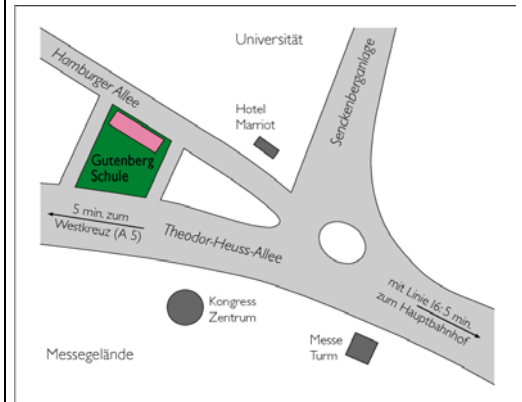 Universität
Hamburger Allee
Senckenberganlage
Hotel
Marriot
Gutenberg
Schule
5 min. zum
Westkreuz (A 5)
Theodor-Heuss-Allee
mit Linie 16: 5 min.
zum Hauptbahnhof
Kongress
Zentrum
Messe
Turm
Messegelände